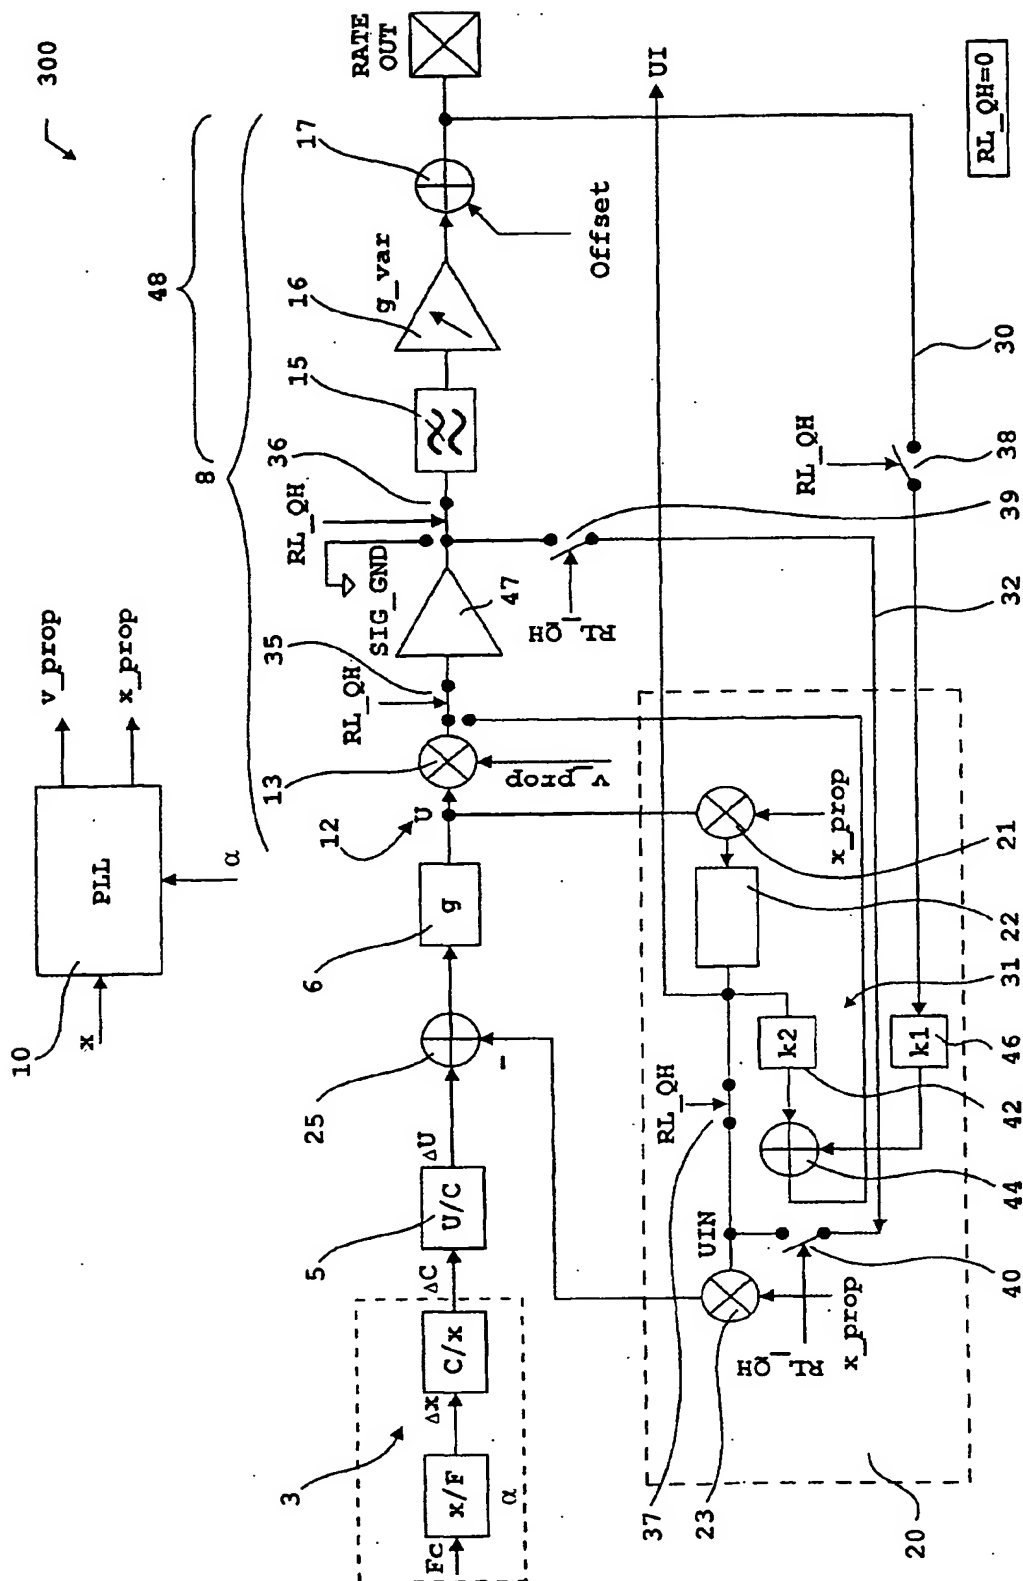 300
10
x
PLL
α
v_prop
x_prop
48
8
3
Fc
x/F
α
Δx
C/x
ΔC
5
U/C
ΔU
25
-
6
g
12
U
13
v_prop
RL_QH
35
SIG_GND
47
RL_QH
36
15
16
g_var
17
Offset
RATE
OUT
UI
RL_QH
39
32
RL_QH
38
30
UIN
37
RL_QH
23
x_prop
RL_QH
40
44
k2
42
k1
46
31
22
21
x_prop
20
RL_QH=0